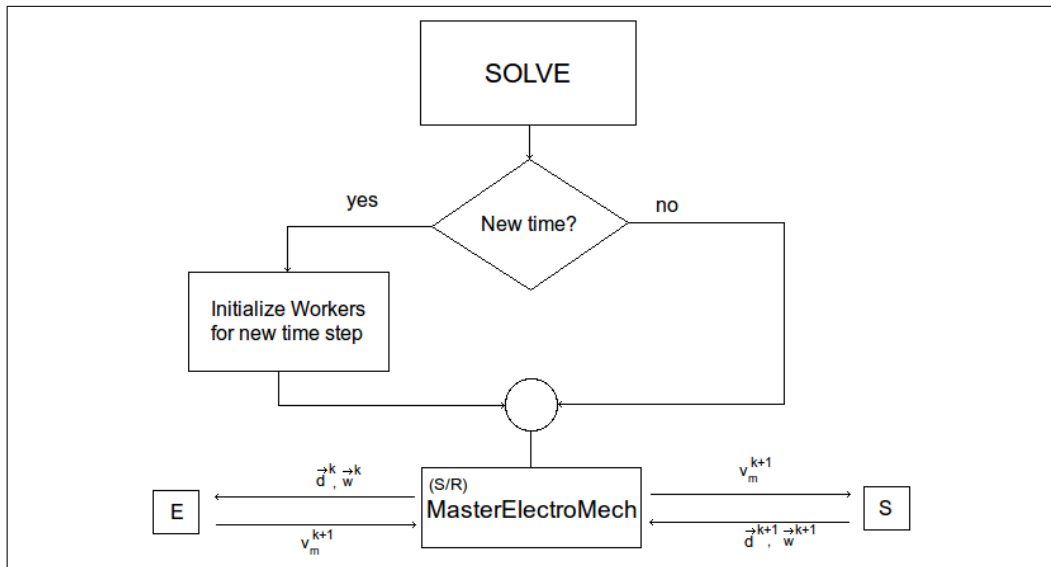 SOLVE
New time?
yes
no
Initialize Workers
for new time step
(S/R)
MasterElectroMech
E
S
d⃗^k, w⃗^k
v_m^{k+1}
v_m^{k+1}
d⃗^{k+1}, w⃗^{k+1}